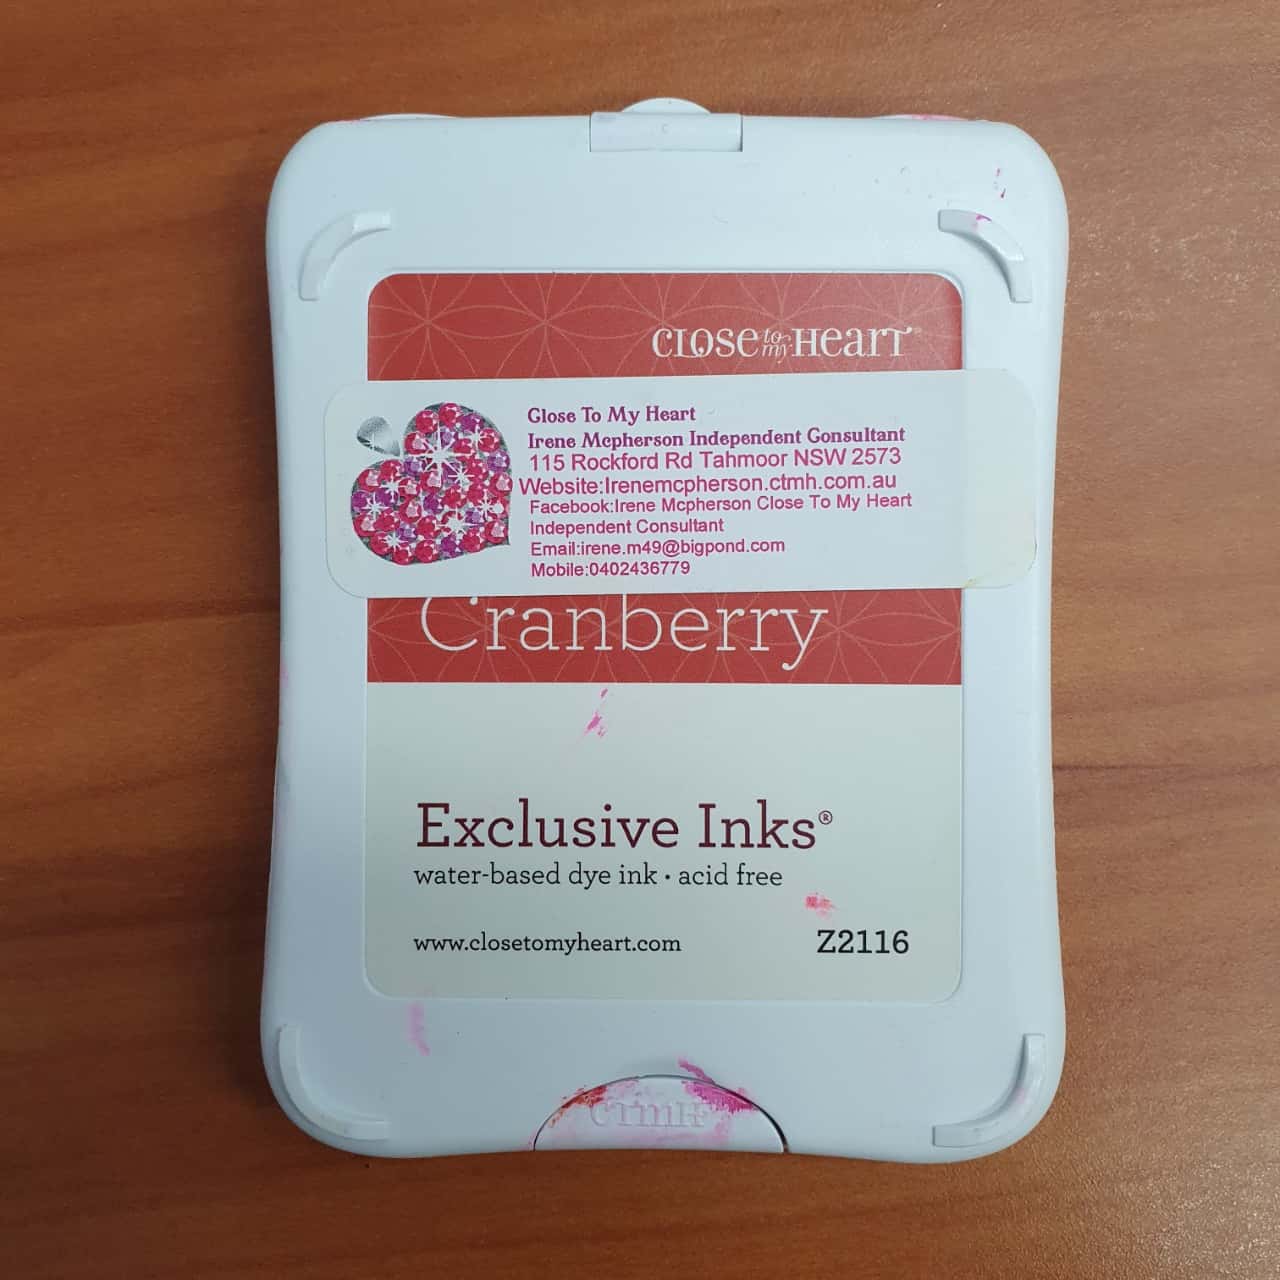 CLOSE to my HEART®
Close To My Heart
Irene Mcpherson Independent Consultant
115 Rockford Rd Tahmoor NSW 2573
Website:Irenemcpherson.ctmh.com.au
Facebook:Irene Mcpherson Close To My Heart
Independent Consultant
Email:irene.m49@bigpond.com
Mobile:0402436779
Cranberry
Exclusive Inks®
water-based dye ink • acid free
www.closetomyheart.com Z2116
CTMH